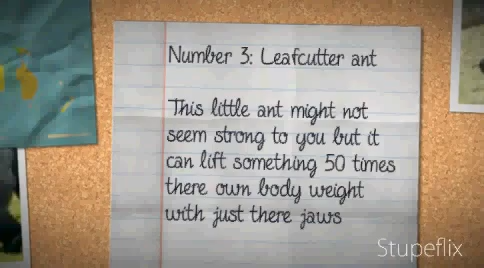 Number 3: Leafcutter ant
This little ant might not
seem strong to you but it
can lift something 50 times
there own body weight
with just there jaws
Stupeflix